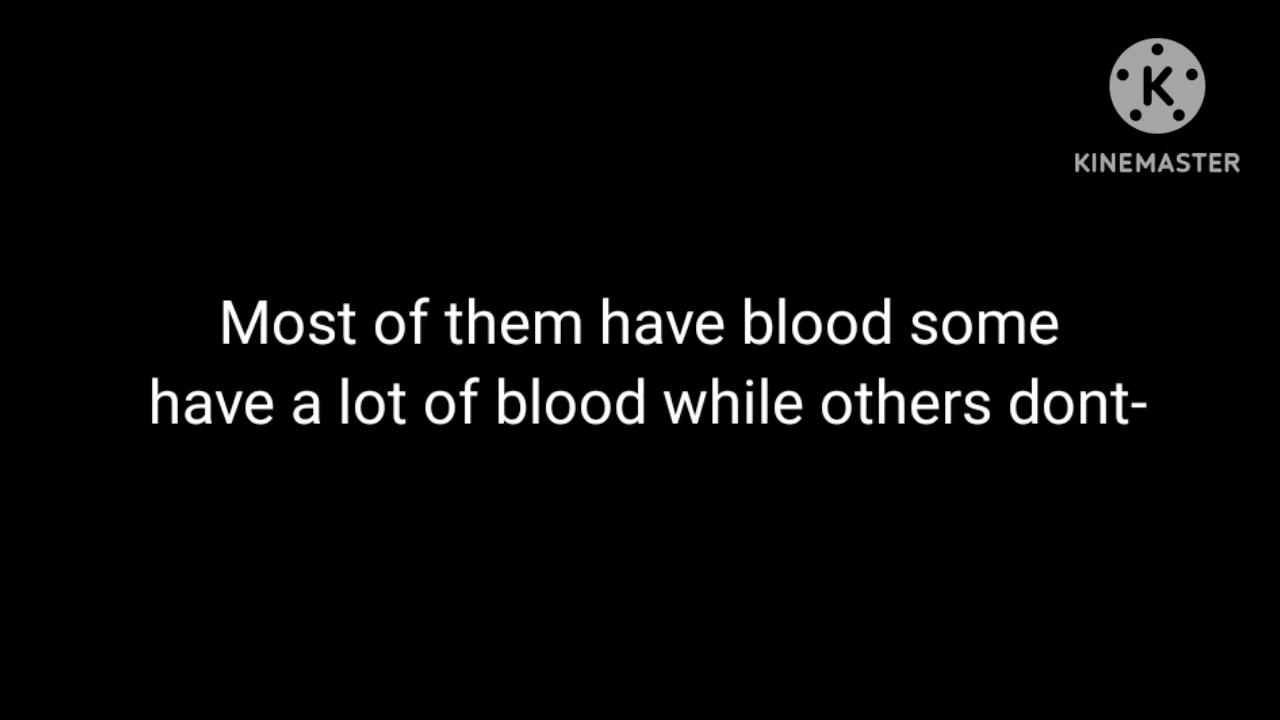 K
KINEMASTER
Most of them have blood some
have a lot of blood while others dont-